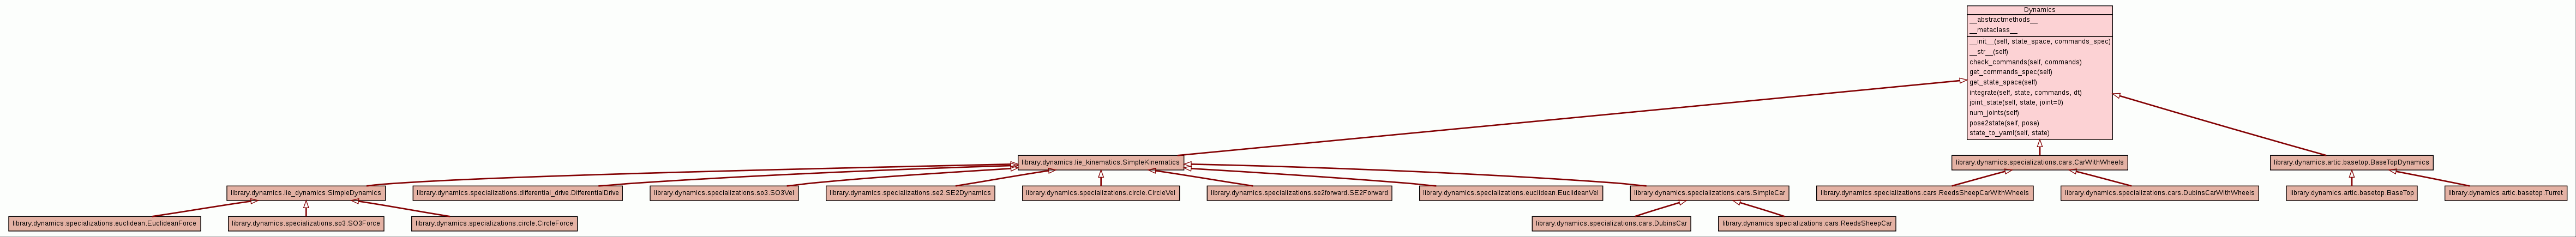 Dynamics
__abstractmethods__
__metaclass__
__init__(self, state_space, commands_spec)
__str__(self)
check_commands(self, commands)
get_commands_spec(self)
get_state_space(self)
integrate(self, state, commands, dt)
joint_state(self, state, joint=0)
num_joints(self)
pose2state(self, pose)
state_to_yaml(self, state)
library.dynamics.lie_kinematics.SimpleKinematics
library.dynamics.specializations.cars.CarWithWheels
library.dynamics.artic.basetop.BaseTopDynamics
library.dynamics.lie_dynamics.SimpleDynamics
library.dynamics.specializations.differential_drive.DifferentialDrive
library.dynamics.specializations.so3.SO3Vel
library.dynamics.specializations.se2.SE2Dynamics
library.dynamics.specializations.circle.CircleVel
library.dynamics.specializations.se2forward.SE2Forward
library.dynamics.specializations.euclidean.EuclideanVel
library.dynamics.specializations.cars.SimpleCar
library.dynamics.specializations.cars.ReedsSheepCarWithWheels
library.dynamics.specializations.cars.DubinsCarWithWheels
library.dynamics.artic.basetop.BaseTop
library.dynamics.artic.basetop.Turret
library.dynamics.specializations.euclidean.EuclideanForce
library.dynamics.specializations.so3.SO3Force
library.dynamics.specializations.circle.CircleForce
library.dynamics.specializations.cars.DubinsCar
library.dynamics.specializations.cars.ReedsSheepCar